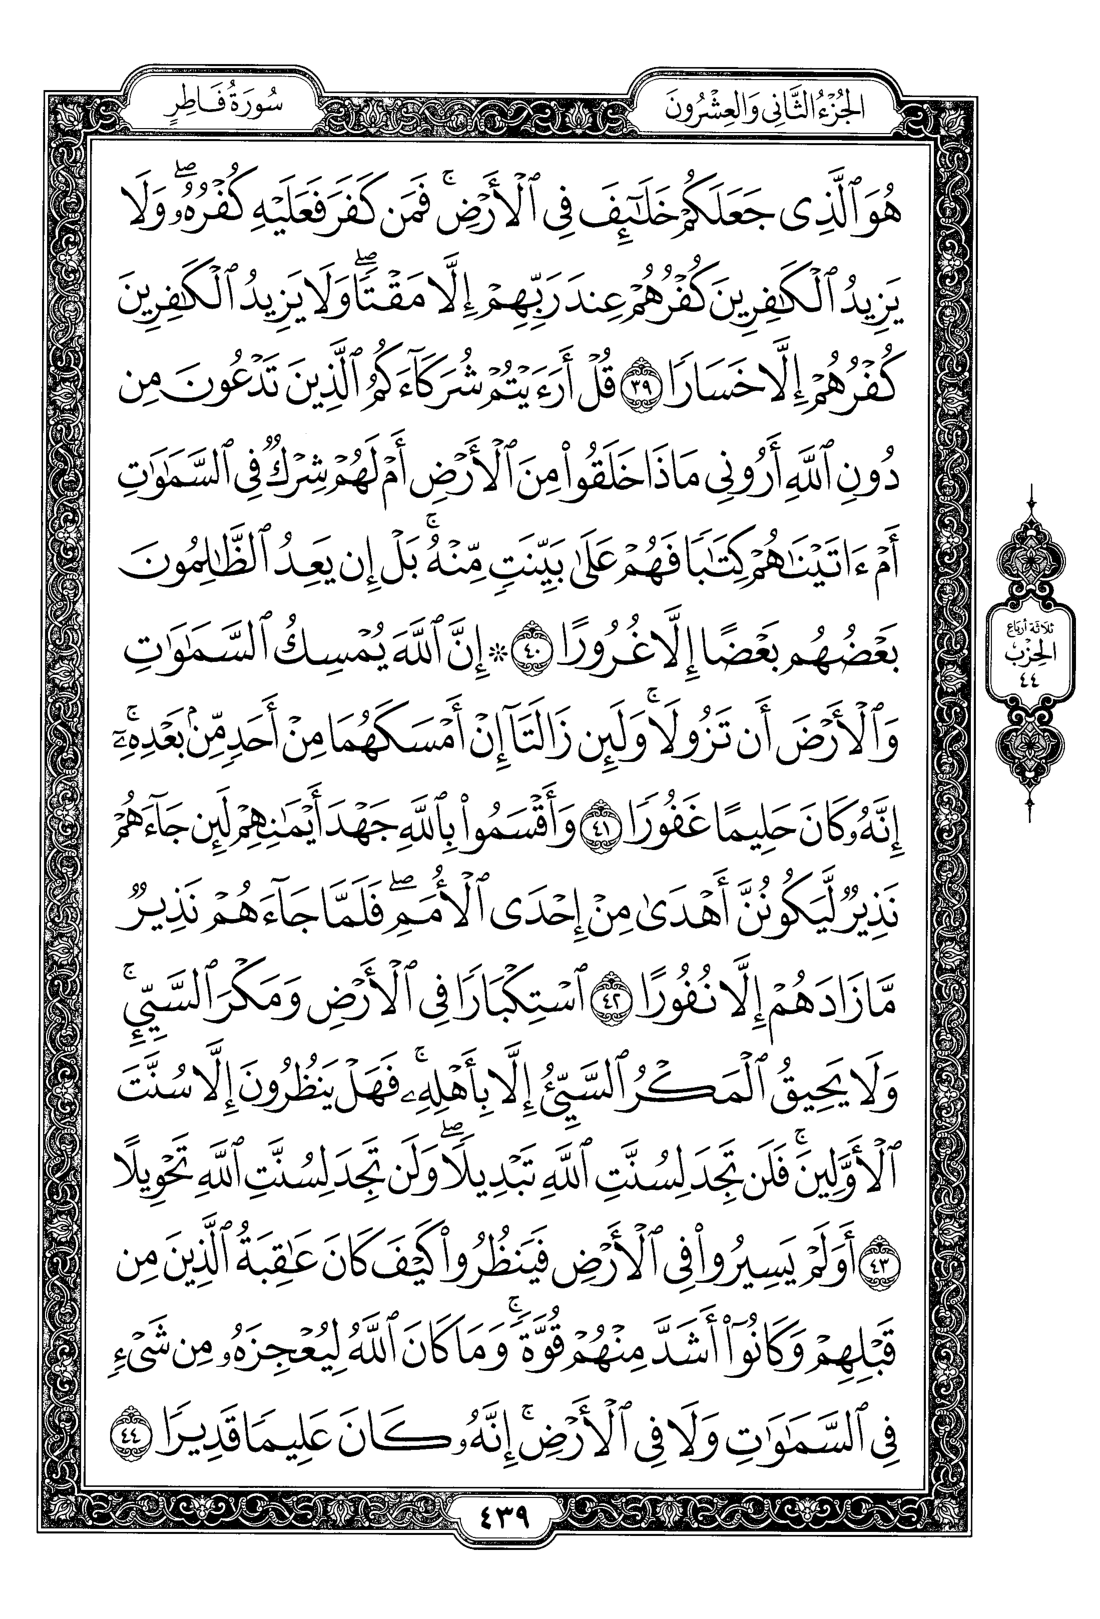 الجُزْءُ الثَّانِي وَالعِشْرُونَ
سُورَةُ فَاطِرٍ
هُوَ ٱلَّذِى جَعَلَكُمْ خَلَـٰٓئِفَ فِى ٱلْأَرْضِ ۚ فَمَن كَفَرَ فَعَلَيْهِ كُفْرُهُۥ ۖ وَلَا
يَزِيدُ ٱلْكَـٰفِرِينَ كُفْرُهُمْ عِندَ رَبِّهِمْ إِلَّا مَقْتًا ۖ وَلَا يَزِيدُ ٱلْكَـٰفِرِينَ
كُفْرُهُمْ إِلَّا خَسَارًا ٣٩ قُلْ أَرَءَيْتُمْ شُرَكَآءَكُمُ ٱلَّذِينَ تَدْعُونَ مِن
دُونِ ٱللَّهِ أَرُونِى مَاذَا خَلَقُوا۟ مِنَ ٱلْأَرْضِ أَمْ لَهُمْ شِرْكٌ فِى ٱلسَّمَـٰوَٰتِ
أَمْ ءَاتَيْنَـٰهُمْ كِتَـٰبًا فَهُمْ عَلَىٰ بَيِّنَتٍ مِّنْهُ ۚ بَلْ إِن يَعِدُ ٱلظَّـٰلِمُونَ
بَعْضُهُم بَعْضًا إِلَّا غُرُورًا ٤٠ ۞ إِنَّ ٱللَّهَ يُمْسِكُ ٱلسَّمَـٰوَٰتِ
وَٱلْأَرْضَ أَن تَزُولَا ۚ وَلَئِن زَالَتَآ إِنْ أَمْسَكَهُمَا مِنْ أَحَدٍ مِّنۢ بَعْدِهِۦٓ ۚ
إِنَّهُۥ كَانَ حَلِيمًا غَفُورًا ٤١ وَأَقْسَمُوا۟ بِٱللَّهِ جَهْدَ أَيْمَـٰنِهِمْ لَئِن جَآءَهُمْ
نَذِيرٌ لَّيَكُونُنَّ أَهْدَىٰ مِنْ إِحْدَى ٱلْأُمَمِ ۖ فَلَمَّا جَآءَهُمْ نَذِيرٌ
مَّا زَادَهُمْ إِلَّا نُفُورًا ٤٢ ٱسْتِكْبَارًا فِى ٱلْأَرْضِ وَمَكْرَ ٱلسَّيِّئِ ۚ
وَلَا يَحِيقُ ٱلْمَكْرُ ٱلسَّيِّئُ إِلَّا بِأَهْلِهِۦ ۚ فَهَلْ يَنظُرُونَ إِلَّا سُنَّتَ
ٱلْأَوَّلِينَ ۚ فَلَن تَجِدَ لِسُنَّتِ ٱللَّهِ تَبْدِيلًا ۖ وَلَن تَجِدَ لِسُنَّتِ ٱللَّهِ تَحْوِيلًا
٤٣ أَوَلَمْ يَسِيرُوا۟ فِى ٱلْأَرْضِ فَيَنظُرُوا۟ كَيْفَ كَانَ عَـٰقِبَةُ ٱلَّذِينَ مِن
قَبْلِهِمْ وَكَانُوٓا۟ أَشَدَّ مِنْهُمْ قُوَّةً ۚ وَمَا كَانَ ٱللَّهُ لِيُعْجِزَهُۥ مِن شَىْءٍ
فِى ٱلسَّمَـٰوَٰتِ وَلَا فِى ٱلْأَرْضِ ۚ إِنَّهُۥ كَانَ عَلِيمًا قَدِيرًا ٤٤
ثلاثة أرباع
الحِزْب
٤٤
٤٣٩